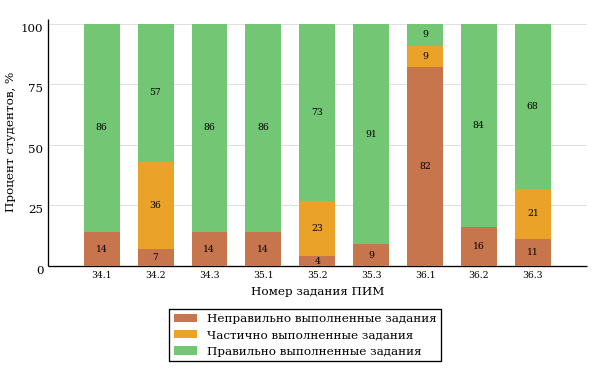 Процент студентов, %
100
75
50
25
0
86 57 86 86 73 91 9 84 68
36 23 9 21
14 7 14 14 4 9 82 16 11
34.1 34.2 34.3 35.1 35.2 35.3 36.1 36.2 36.3
Номер задания ПИМ
Неправильно выполненные задания
Частично выполненные задания
Правильно выполненные задания